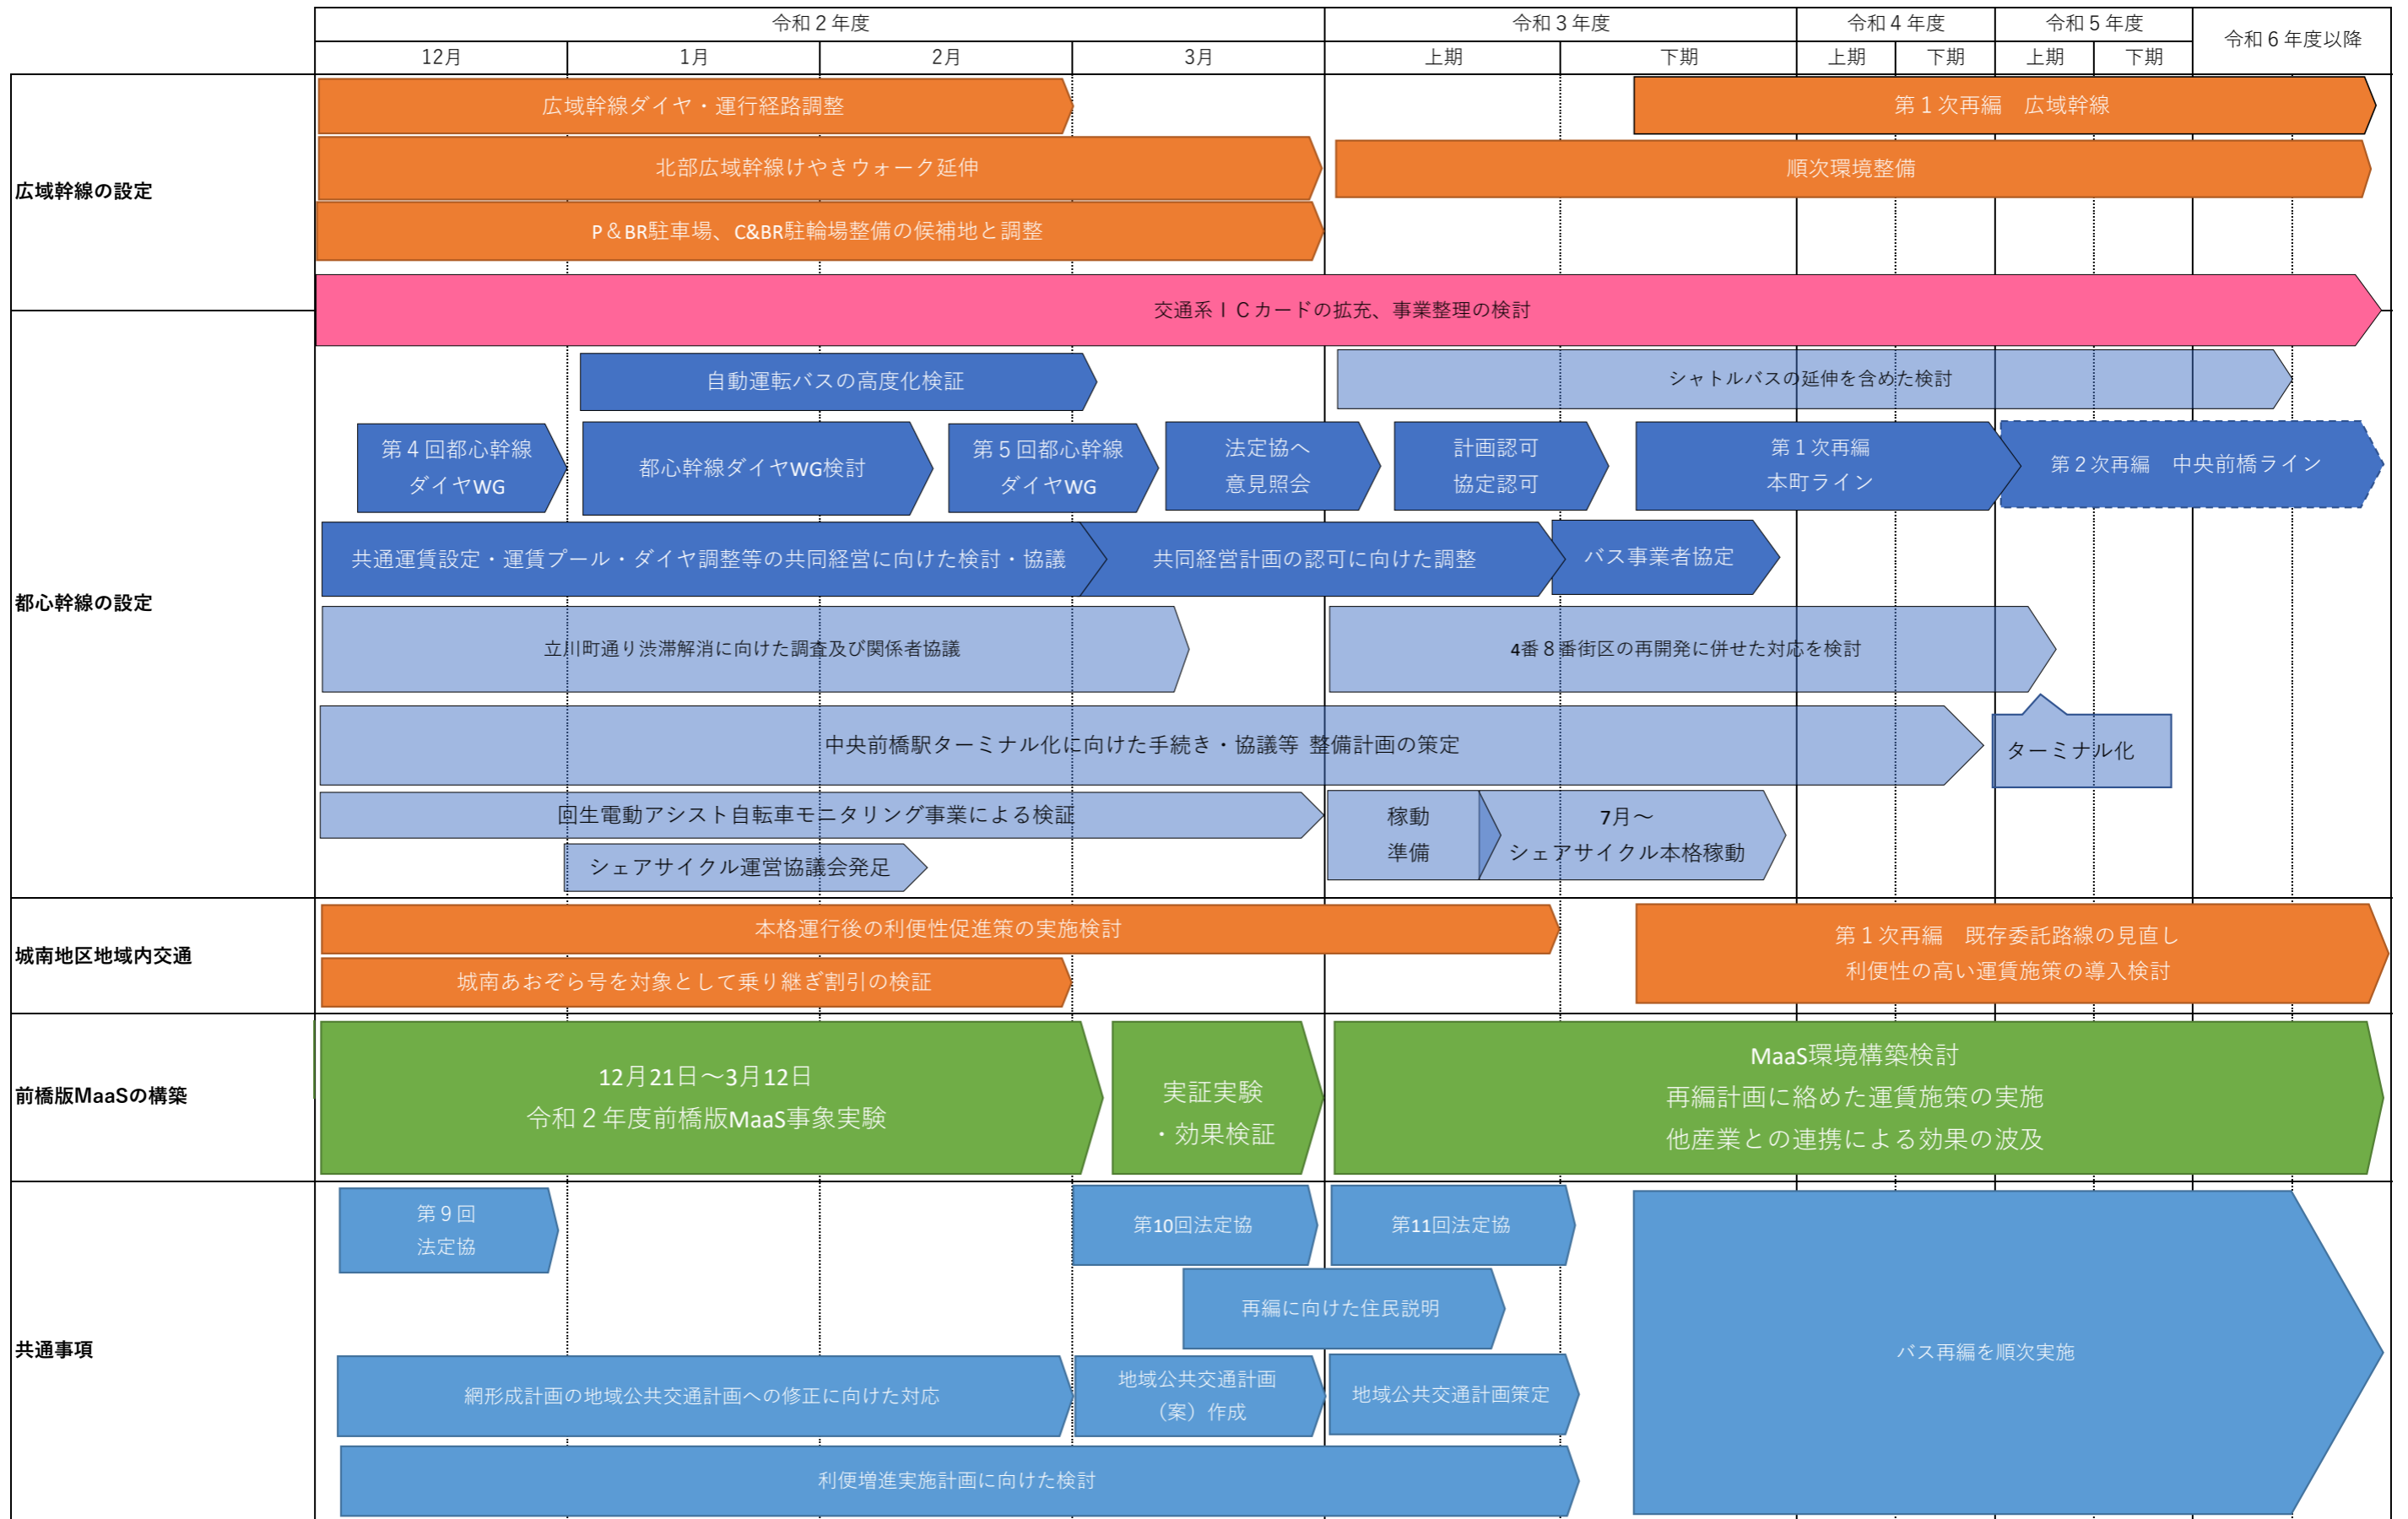 令和２年度
令和３年度
令和４年度
令和５年度
令和６年度以降
12月
1月
2月
3月
上期
下期
上期
下期
上期
下期
広域幹線の設定
広域幹線ダイヤ・運行経路調整
第１次再編　広域幹線
北部広域幹線けやきウォーク延伸
順次環境整備
P＆BR駐車場、C&BR駐輪場整備の候補地と調整
交通系ＩＣカードの拡充、事業整理の検討
都心幹線の設定
自動運転バスの高度化検証
シャトルバスの延伸を含めた検討
第４回都心幹線
ダイヤWG
都心幹線ダイヤWG検討
第５回都心幹線
ダイヤWG
法定協へ
意見照会
計画認可
協定認可
第１次再編
本町ライン
第２次再編　中央前橋ライン
共通運賃設定・運賃プール・ダイヤ調整等の共同経営に向けた検討・協議
共同経営計画の認可に向けた調整
バス事業者協定
立川町通り渋滞解消に向けた調査及び関係者協議
4番８番街区の再開発に併せた対応を検討
中央前橋駅ターミナル化に向けた手続き・協議等 整備計画の策定
ターミナル化
回生電動アシスト自転車モニタリング事業による検証
シェアサイクル運営協議会発足
稼動
準備
7月～
シェアサイクル本格稼動
城南地区地域内交通
本格運行後の利便性促進策の実施検討
城南あおぞら号を対象として乗り継ぎ割引の検証
第１次再編　既存委託路線の見直し
利便性の高い運賃施策の導入検討
前橋版MaaSの構築
12月21日～3月12日
令和２年度前橋版MaaS事象実験
実証実験
・効果検証
MaaS環境構築検討
再編計画に絡めた運賃施策の実施
他産業との連携による効果の波及
共通事項
第９回
法定協
第10回法定協
第11回法定協
再編に向けた住民説明
バス再編を順次実施
網形成計画の地域公共交通計画への修正に向けた対応
地域公共交通計画
（案）作成
地域公共交通計画策定
利便増進実施計画に向けた検討